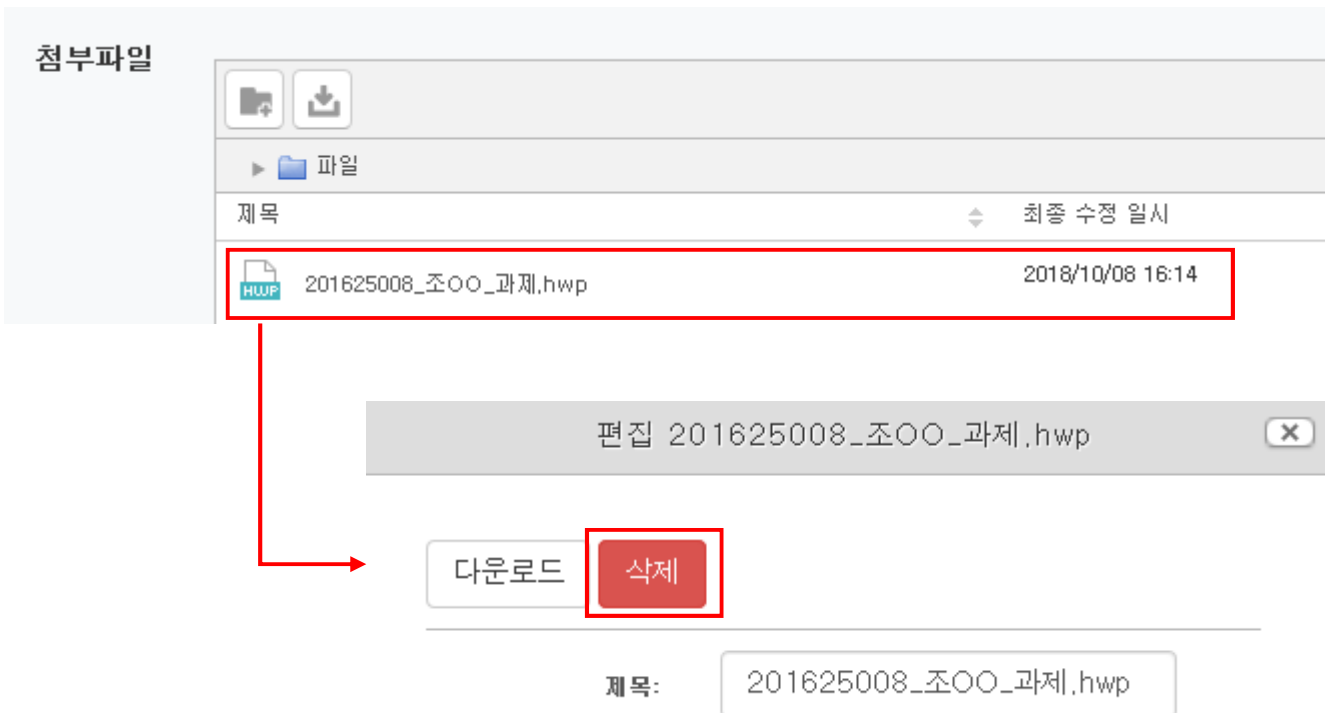 첨부파일
파일
제목 최종 수정 일시
HWP 201625008_조OO_과제.hwp 2018/10/08 16:14
편집 201625008_조OO_과제.hwp
다운로드 삭제
제목: 201625008_조OO_과제.hwp